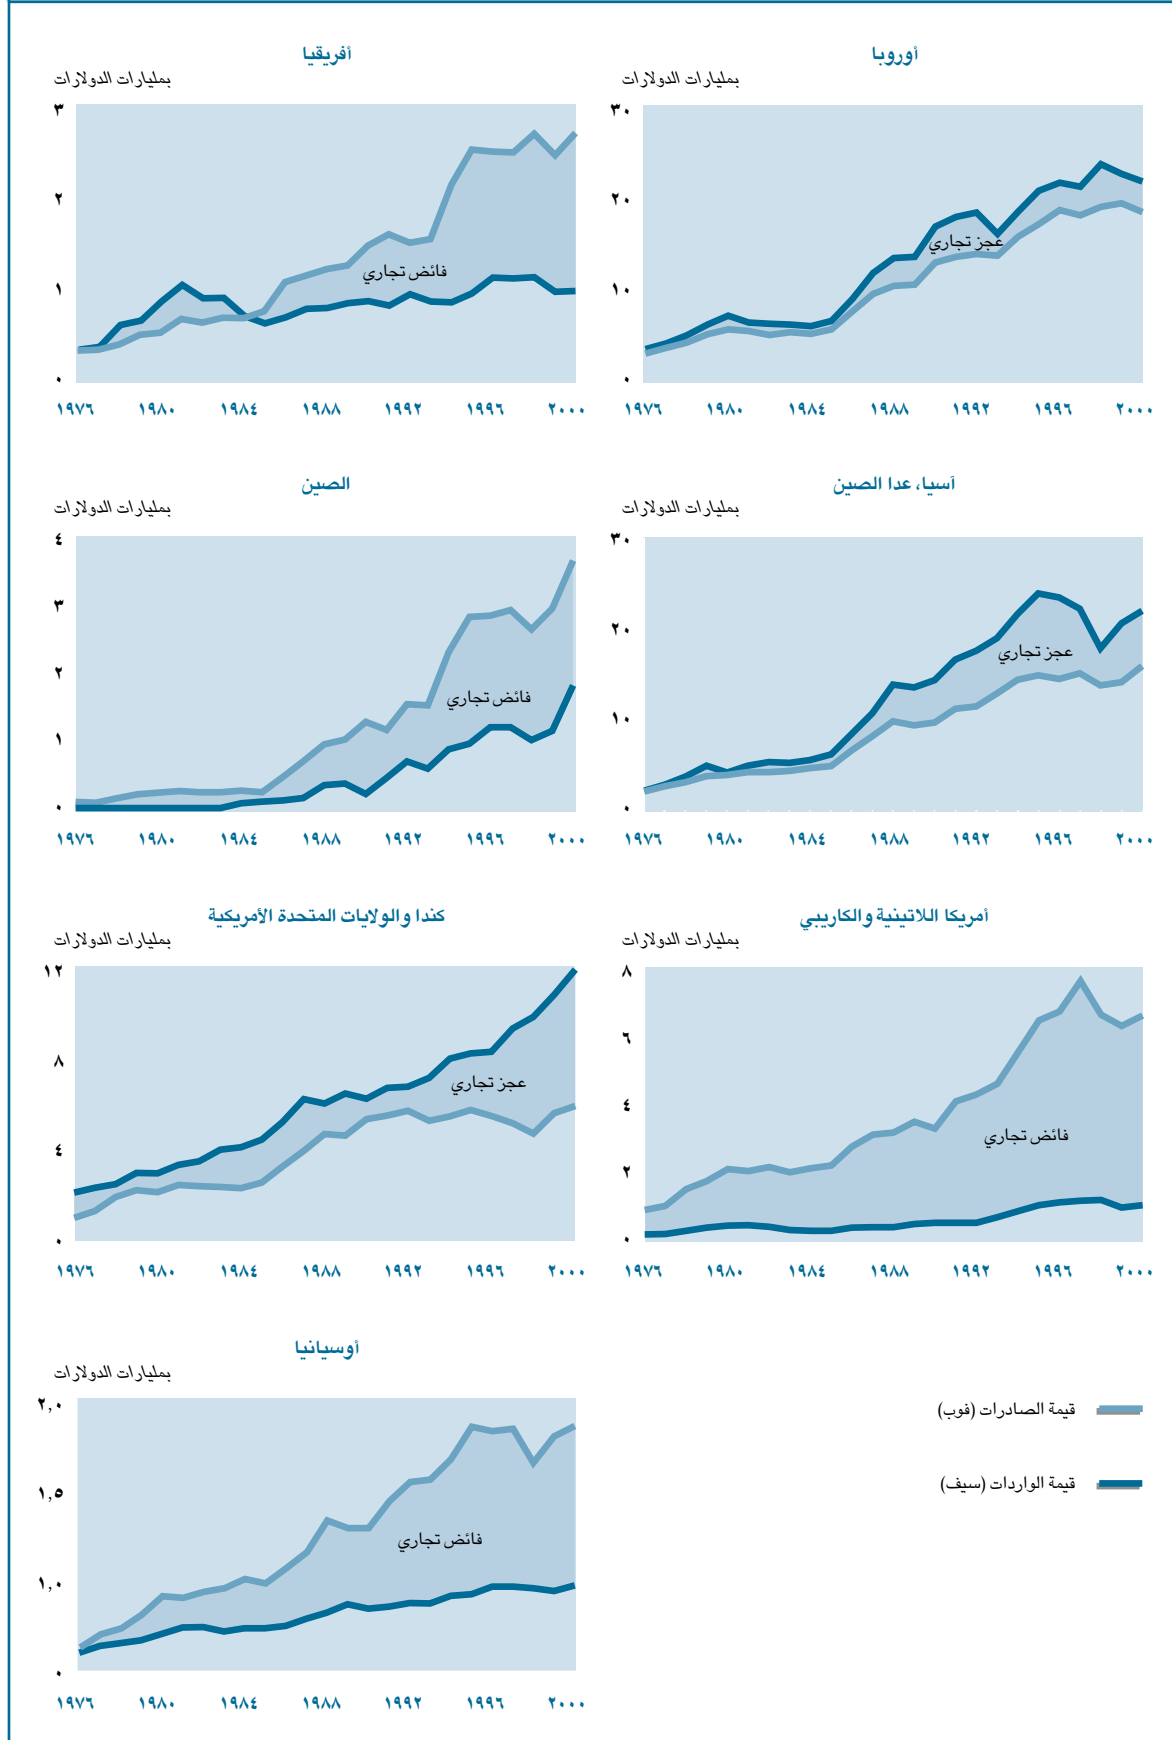 أفريقيا
بمليارات الدولارات
٣
٢
١
٠
فائض تجاري
١٩٧٦ ١٩٨٠ ١٩٨٤ ١٩٨٨ ١٩٩٢ ١٩٩٦ ٢٠٠٠
أوروبا
بمليارات الدولارات
٣٠
٢٠
١٠
٠
عجز تجاري
١٩٧٦ ١٩٨٠ ١٩٨٤ ١٩٨٨ ١٩٩٢ ١٩٩٦ ٢٠٠٠
الصين
بمليارات الدولارات
٤
٣
٢
١
٠
فائض تجاري
١٩٧٦ ١٩٨٠ ١٩٨٤ ١٩٨٨ ١٩٩٢ ١٩٩٦ ٢٠٠٠
آسيا، عدا الصين
بمليارات الدولارات
٣٠
٢٠
١٠
٠
عجز تجاري
١٩٧٦ ١٩٨٠ ١٩٨٤ ١٩٨٨ ١٩٩٢ ١٩٩٦ ٢٠٠٠
كندا والولايات المتحدة الأمريكية
بمليارات الدولارات
١٢
٨
٤
٠
عجز تجاري
١٩٧٦ ١٩٨٠ ١٩٨٤ ١٩٨٨ ١٩٩٢ ١٩٩٦ ٢٠٠٠
أمريكا اللاتينية والكاريبي
بمليارات الدولارات
٨
٦
٤
٢
٠
فائض تجاري
١٩٧٦ ١٩٨٠ ١٩٨٤ ١٩٨٨ ١٩٩٢ ١٩٩٦ ٢٠٠٠
أوسيانيا
بمليارات الدولارات
٢,٠
١,٥
١,٠
٠
فائض تجاري
١٩٧٦ ١٩٨٠ ١٩٨٤ ١٩٨٨ ١٩٩٢ ١٩٩٦ ٢٠٠٠
قيمة الصادرات (فوب)
قيمة الواردات (سيف)